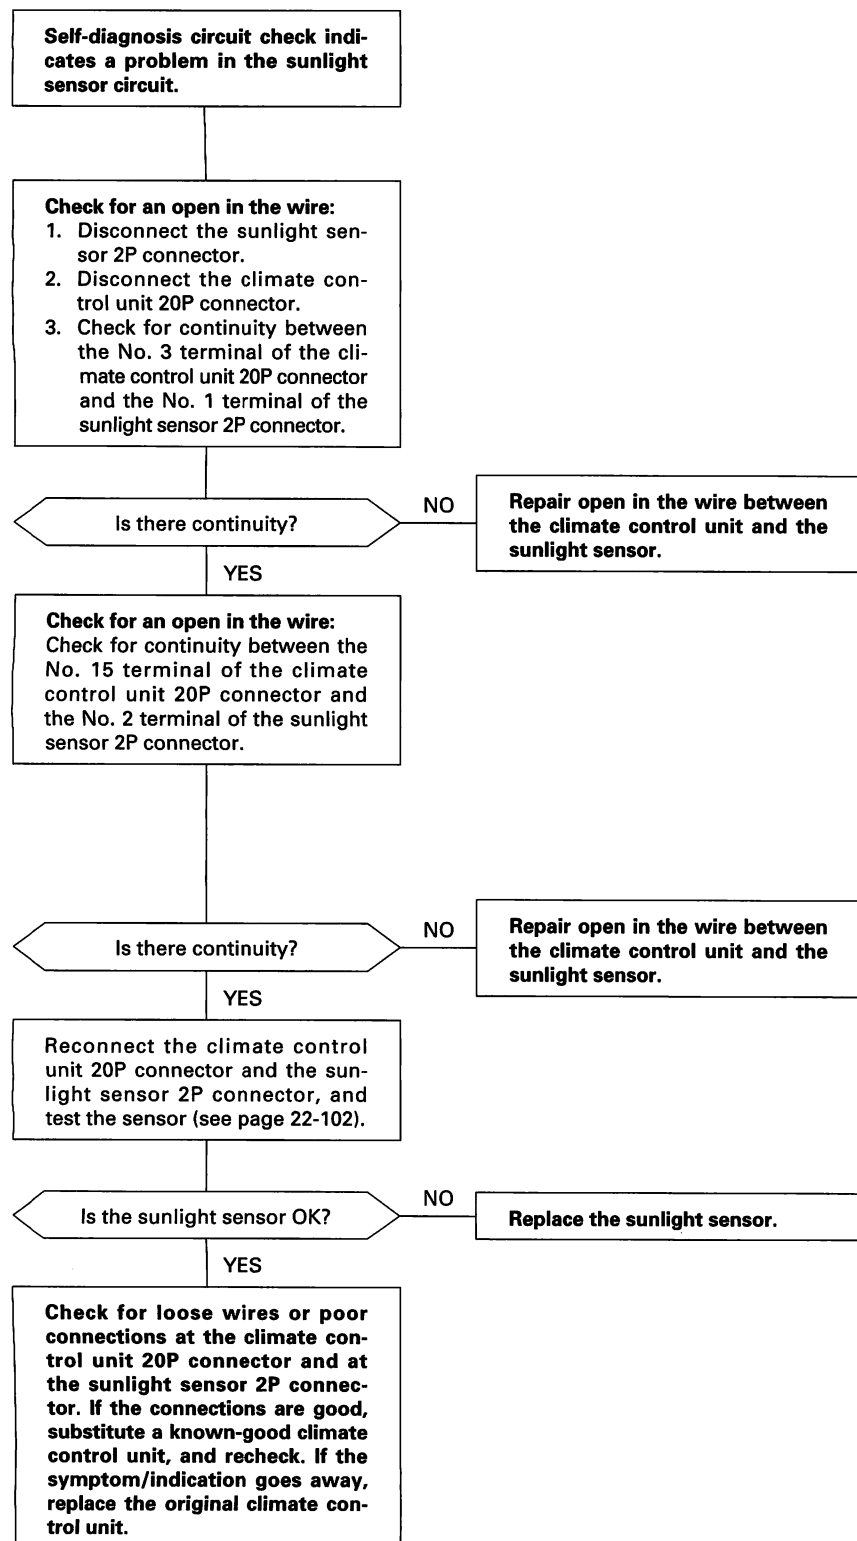 Self-diagnosis circuit check indi-
cates a problem in the sunlight
sensor circuit.
Check for an open in the wire:
1. Disconnect the sunlight sen-
sor 2P connector.
2. Disconnect the climate con-
trol unit 20P connector.
3. Check for continuity between
the No. 3 terminal of the cli-
mate control unit 20P connector
and the No. 1 terminal of the
sunlight sensor 2P connector.
Is there continuity?
NO
Repair open in the wire between
the climate control unit and the
sunlight sensor.
YES
Check for an open in the wire:
Check for continuity between the
No. 15 terminal of the climate
control unit 20P connector and
the No. 2 terminal of the sunlight
sensor 2P connector.
Is there continuity?
NO
Repair open in the wire between
the climate control unit and the
sunlight sensor.
YES
Reconnect the climate control
unit 20P connector and the sun-
light sensor 2P connector, and
test the sensor (see page 22-102).
Is the sunlight sensor OK?
NO
Replace the sunlight sensor.
YES
Check for loose wires or poor
connections at the climate con-
trol unit 20P connector and at
the sunlight sensor 2P connec-
tor. If the connections are good,
substitute a known-good climate
control unit, and recheck. If the
symptom/indication goes away,
replace the original climate con-
trol unit.